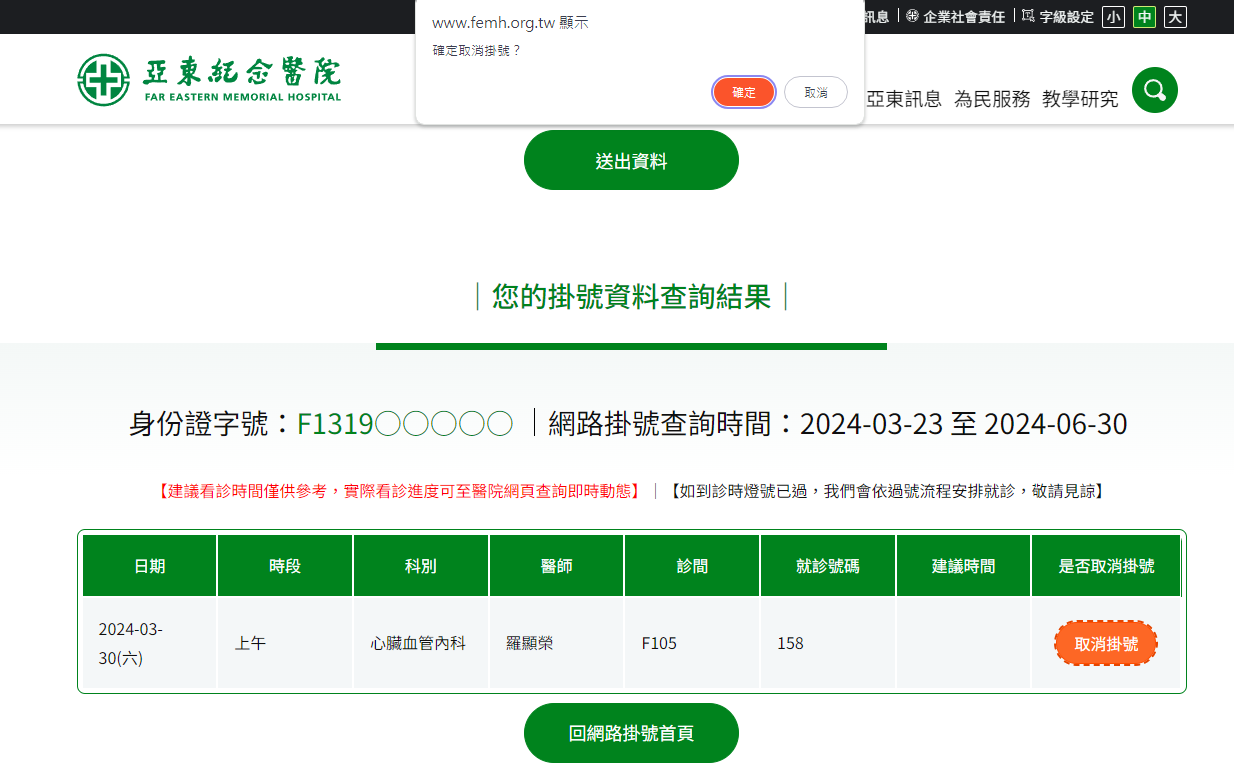 訊息 企業社會責任 字級設定 小 中 大
www.femh.org.tw 顯示
確定取消掛號？
確定 取消
亞東紀念醫院
FAR EASTERN MEMORIAL HOSPITAL
亞東訊息 為民服務 教學研究
送出資料
｜您的掛號資料查詢結果｜
身份證字號：F1319〇〇〇〇〇 ｜網路掛號查詢時間：2024-03-23 至 2024-06-30
【建議看診時間僅供參考，實際看診進度可至醫院網頁查詢即時動態】｜【如到診時燈號已過，我們會依過號流程安排就診，敬請見諒】
日期 時段 科別 醫師 診間 就診號碼 建議時間 是否取消掛號
2024-03-
30(六) 上午 心臟血管內科 羅顯榮 F105 158 取消掛號
回網路掛號首頁